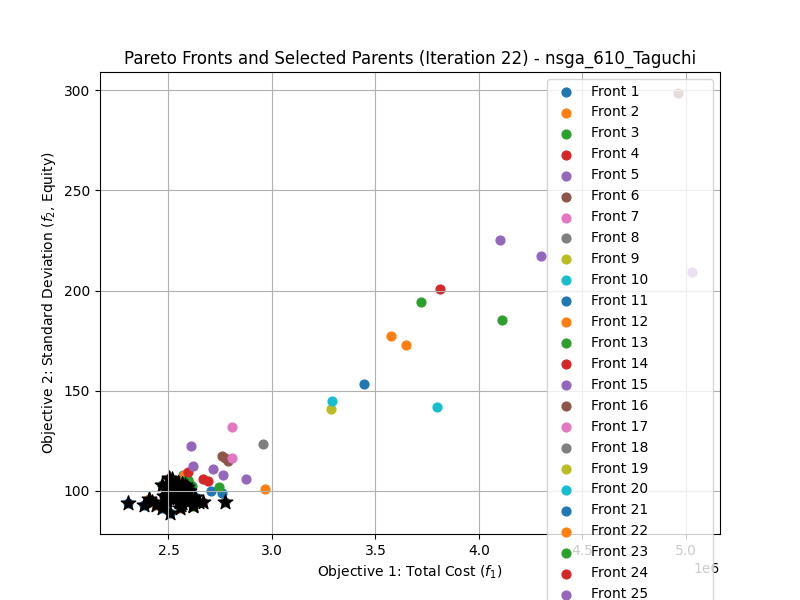 Pareto Fronts and Selected Parents (Iteration 22) - nsga_610_Taguchi
Objective 2: Standard Deviation (f2, Equity)
300
250
200
150
100
2.5
3.0
3.5
4.0
4.5
5.0
1e6
Objective 1: Total Cost (f1)
Front 1
Front 2
Front 3
Front 4
Front 5
Front 6
Front 7
Front 8
Front 9
Front 10
Front 11
Front 12
Front 13
Front 14
Front 15
Front 16
Front 17
Front 18
Front 19
Front 20
Front 21
Front 22
Front 23
Front 24
Front 25